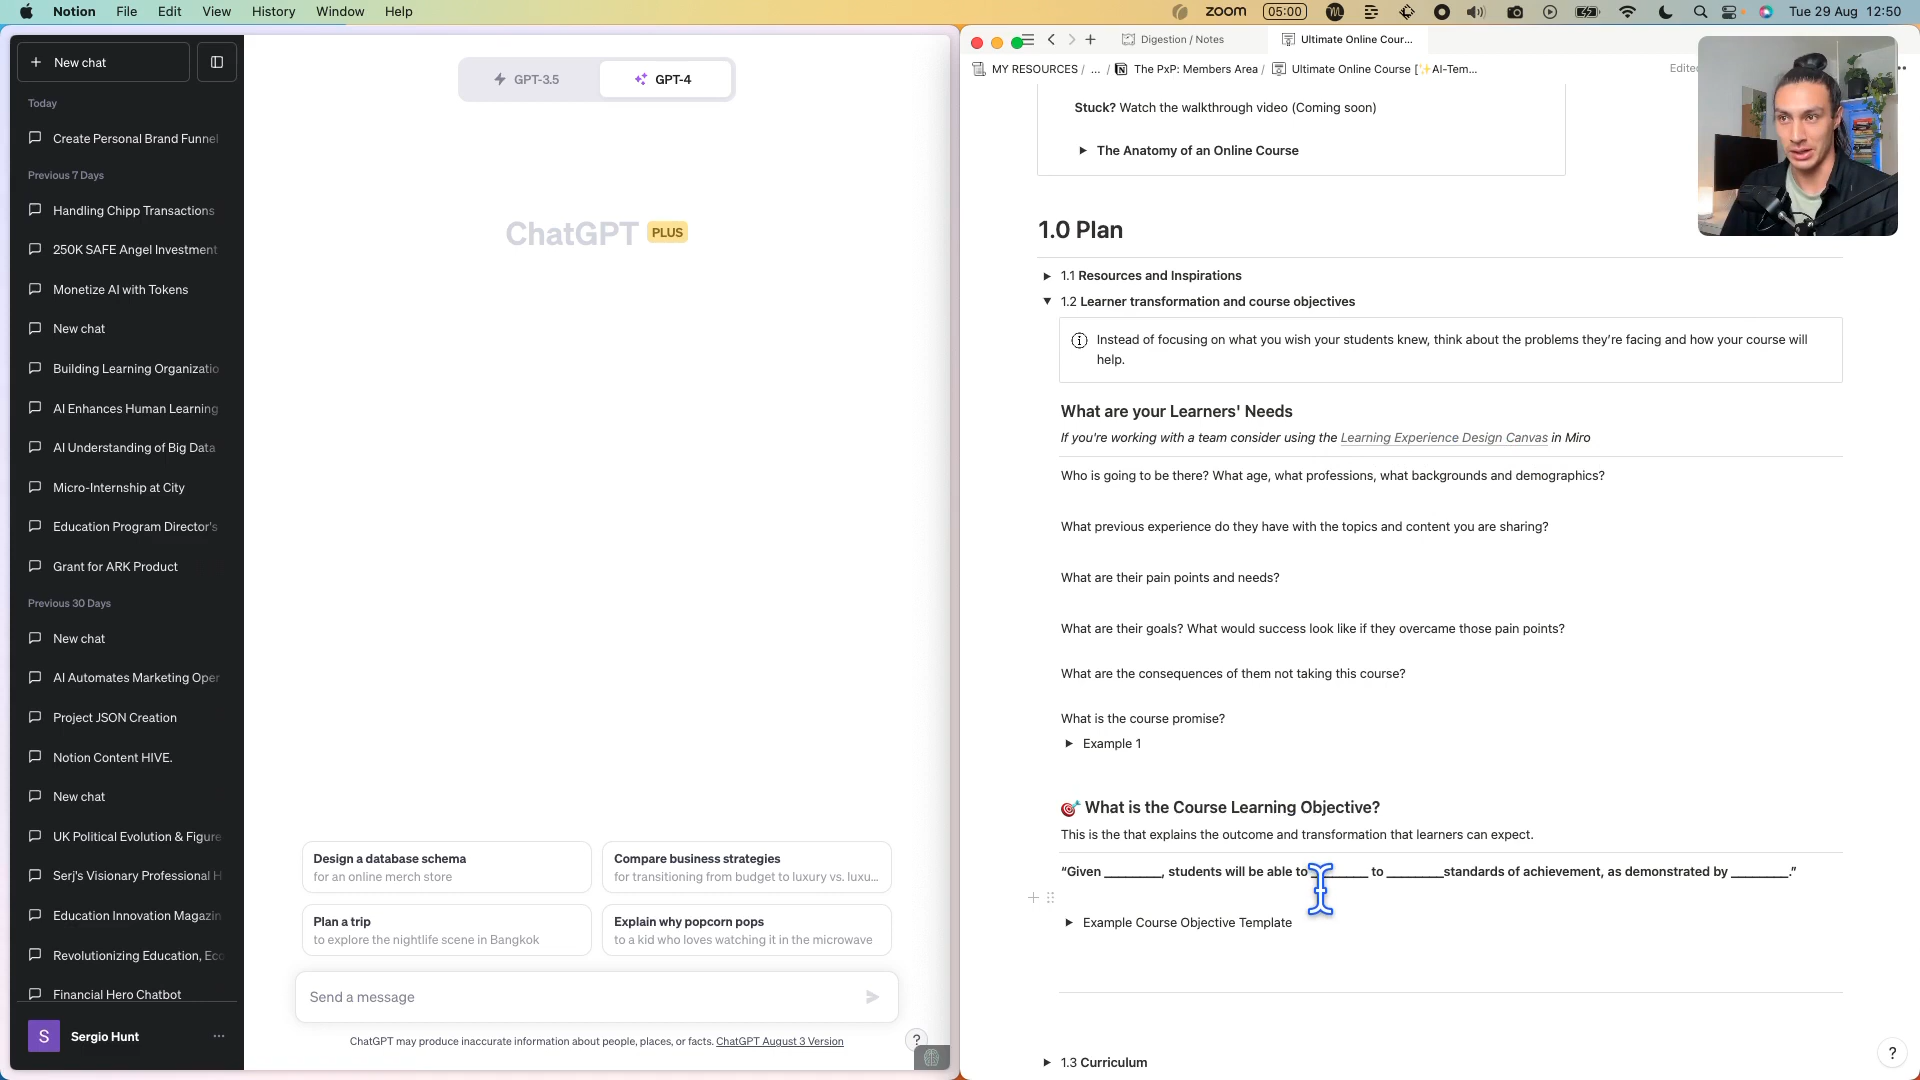 Notion File Edit View History Window Help
zoom 05:00 Tue 29 Aug 12:50
+ New chat
Today
Create Personal Brand Funnel
Previous 7 Days
Handling Chipp Transactions
250K SAFE Angel Investment
Monetize AI with Tokens
New chat
Building Learning Organizatio
AI Enhances Human Learning
AI Understanding of Big Data
Micro-Internship at City
Education Program Director's
Grant for ARK Product
Previous 30 Days
New chat
AI Automates Marketing Oper
Project JSON Creation
Notion Content HIVE.
New chat
UK Political Evolution & Figure
Serj's Visionary Professional H
Education Innovation Magazin
Revolutionizing Education, Eco
Financial Hero Chatbot
S Sergio Hunt ...
GPT-3.5 GPT-4
ChatGPT PLUS
Design a database schema
for an online merch store
Compare business strategies
for transitioning from budget to luxury vs. luxu...
Plan a trip
to explore the nightlife scene in Bangkok
Explain why popcorn pops
to a kid who loves watching it in the microwave
Send a message
ChatGPT may produce inaccurate information about people, places, or facts. ChatGPT August 3 Version
?
Digestion / Notes
Ultimate Online Cour...
MY RESOURCES / ... / The PxP: Members Area / Ultimate Online Course [✨AI-Tem...
Edited
Stuck? Watch the walkthrough video (Coming soon)
The Anatomy of an Online Course
1.0 Plan
1.1 Resources and Inspirations
1.2 Learner transformation and course objectives
Instead of focusing on what you wish your students knew, think about the problems they're facing and how your course will
help.
What are your Learners' Needs
If you're working with a team consider using the Learning Experience Design Canvas in Miro
Who is going to be there? What age, what professions, what backgrounds and demographics?
What previous experience do they have with the topics and content you are sharing?
What are their pain points and needs?
What are their goals? What would success look like if they overcame those pain points?
What are the consequences of them not taking this course?
What is the course promise?
Example 1
🎯 What is the Course Learning Objective?
This is the that explains the outcome and transformation that learners can expect.
“Given ________, students will be able to ________ to ________standards of achievement, as demonstrated by ________.”
Example Course Objective Template
1.3 Curriculum
?